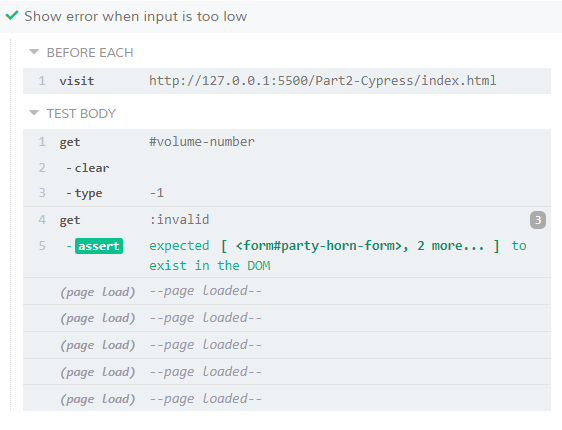 Show error when input is too low
BEFORE EACH
1 visit http://127.0.0.1:5500/Part2-Cypress/index.html
TEST BODY
1 get #volume-number
2 -clear
3 -type -1
4 get :invalid 3
5 -assert expected [ <form#party-horn-form>, 2 more... ] to
exist in the DOM
(page load) --page loaded--
(page load) --page loaded--
(page load) --page loaded--
(page load) --page loaded--
(page load) --page loaded--